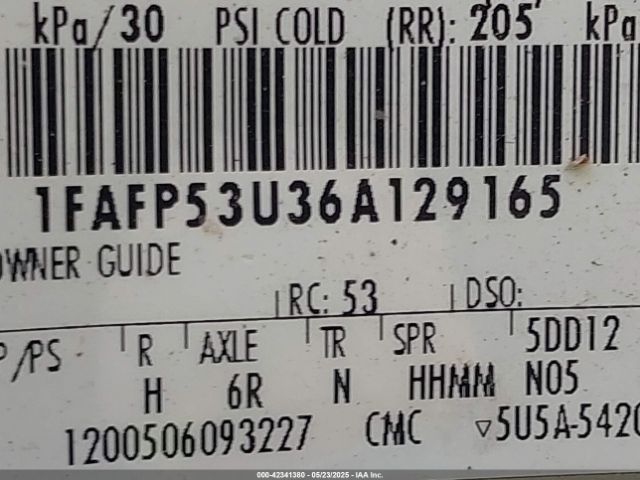 kPa/30 PSI COLD (RR): 205 kPa
1FAFP53U36A129165
OWNER GUIDE
RC: 53 DSO:
P/PS R AXLE TR SPR 5DD12
H 6R N HHMM N05
1200506093227 CMC ▿5U5A-5420
000-42341380 - 05/23/2025 - IAA Inc.